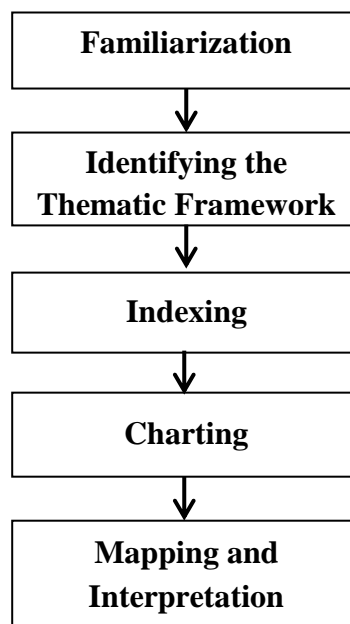 Familiarization
Identifying the
Thematic Framework
Indexing
Charting
Mapping and
Interpretation